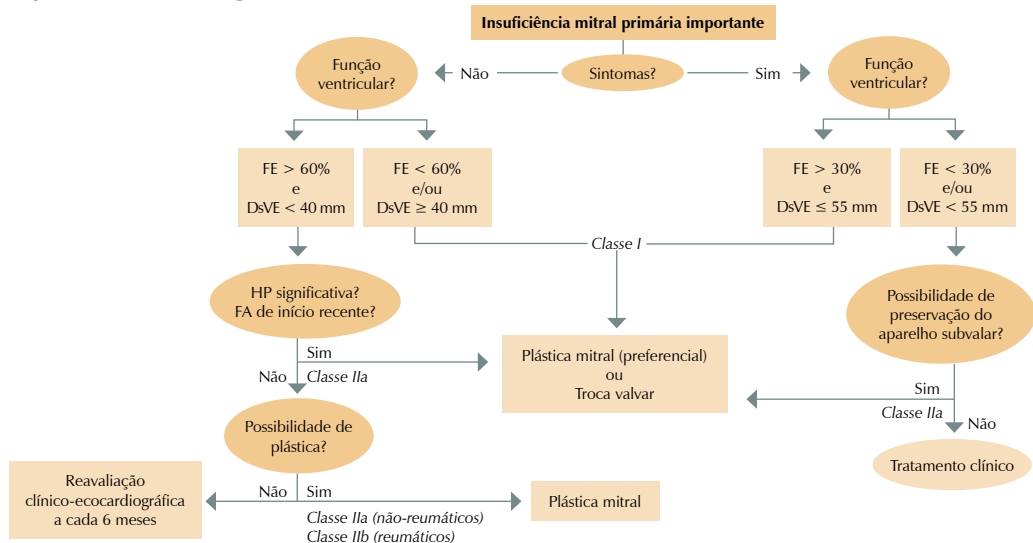 Insuficiência mitral primária importante
Função
ventricular?
Não
Sintomas?
Sim
Função
ventricular?
FE > 60%
e
DsVE < 40 mm
FE < 60%
e/ou
DsVE ≥ 40 mm
FE > 30%
e
DsVE ≤ 55 mm
FE < 30%
e/ou
DsVE < 55 mm
Classe I
HP significativa?
FA de início recente?
Possibilidade de
preservação do
aparelho subvalar?
Sim
Não
Classe IIa
Plástica mitral (preferencial)
ou
Troca valvar
Sim
Classe IIa
Não
Possibilidade de
plástica?
Tratamento clínico
Reavaliação
clínico-ecocardiográfica
a cada 6 meses
Não
Sim
Classe IIa (não-reumáticos)
Classe IIb (reumáticos)
Plástica mitral